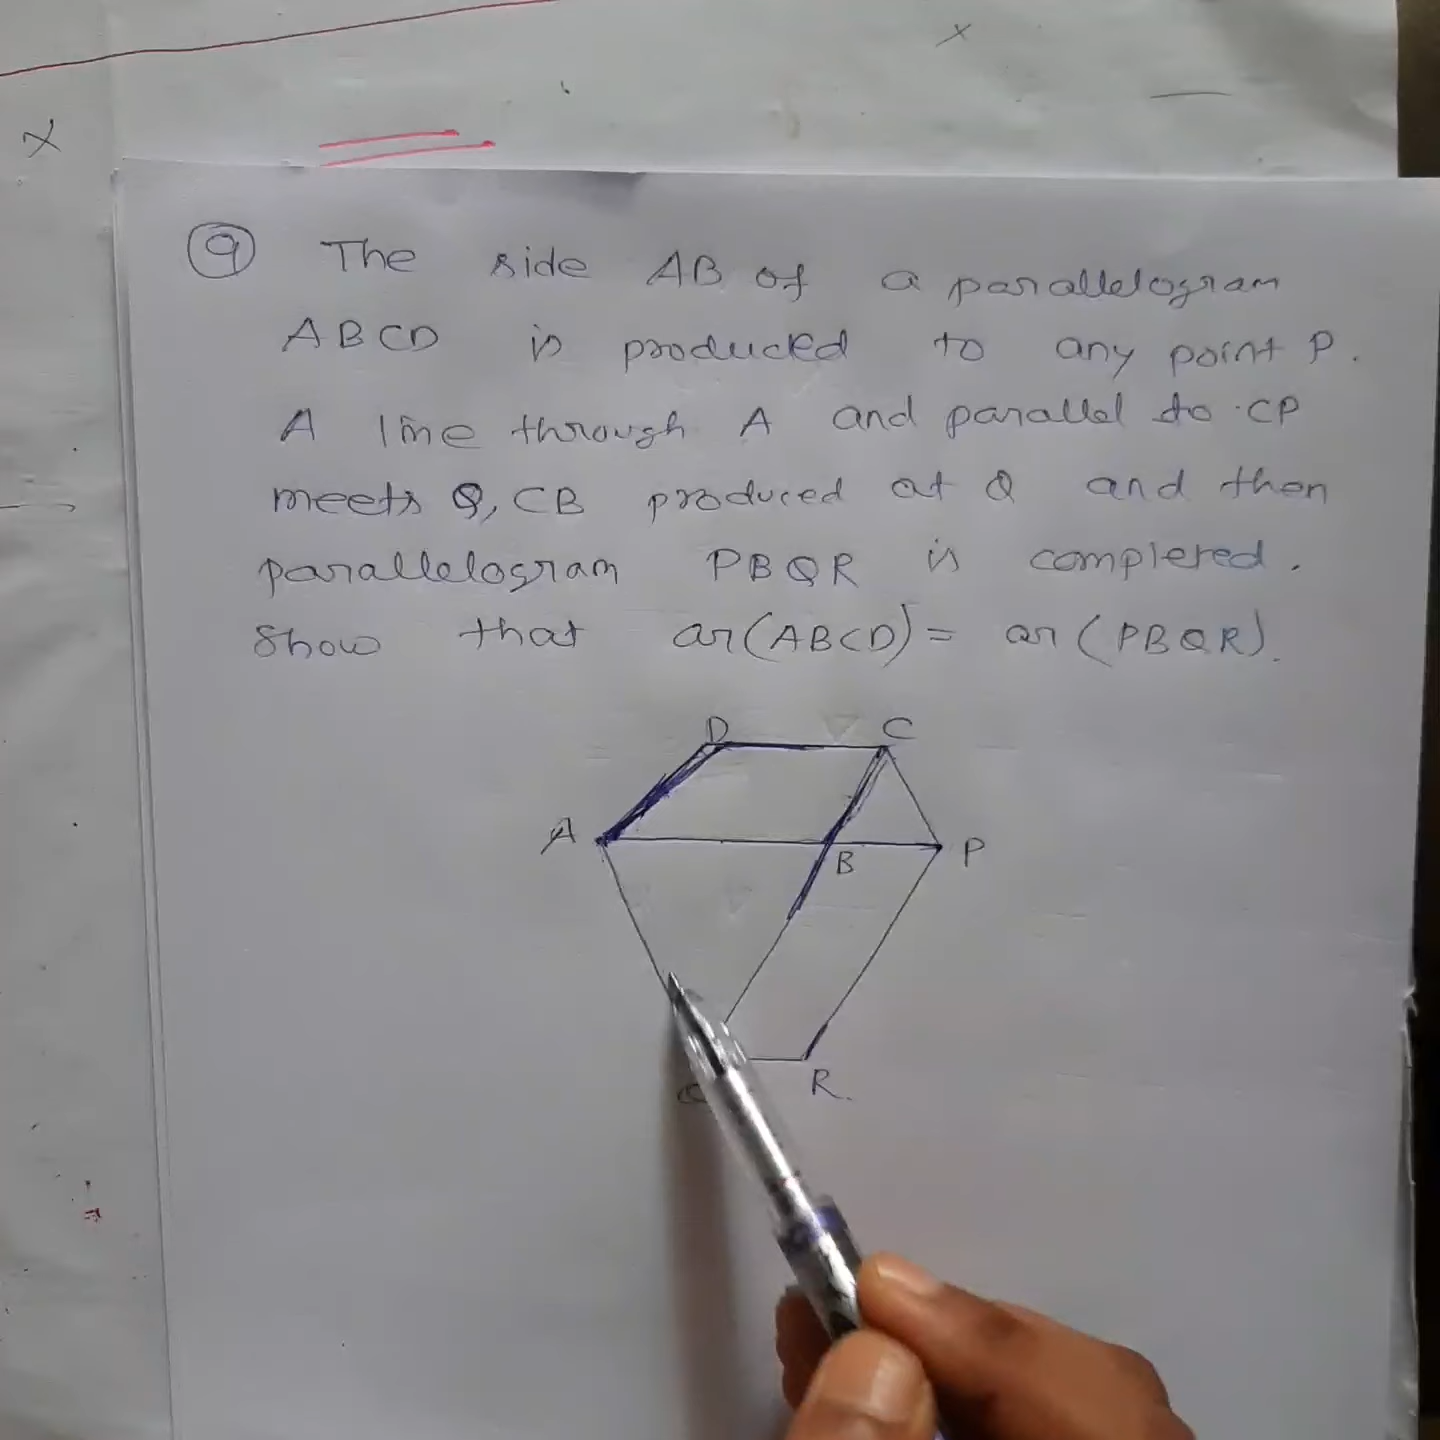 9 The side AB of a parallelogram
ABCD is produced to any point P.
A line through A and parallel to CP
meets Q, CB produced at Q and then
parallelogram PBQR is completed.
Show that ar(ABCD) = ar(PBQR).
D C
A B P
R.